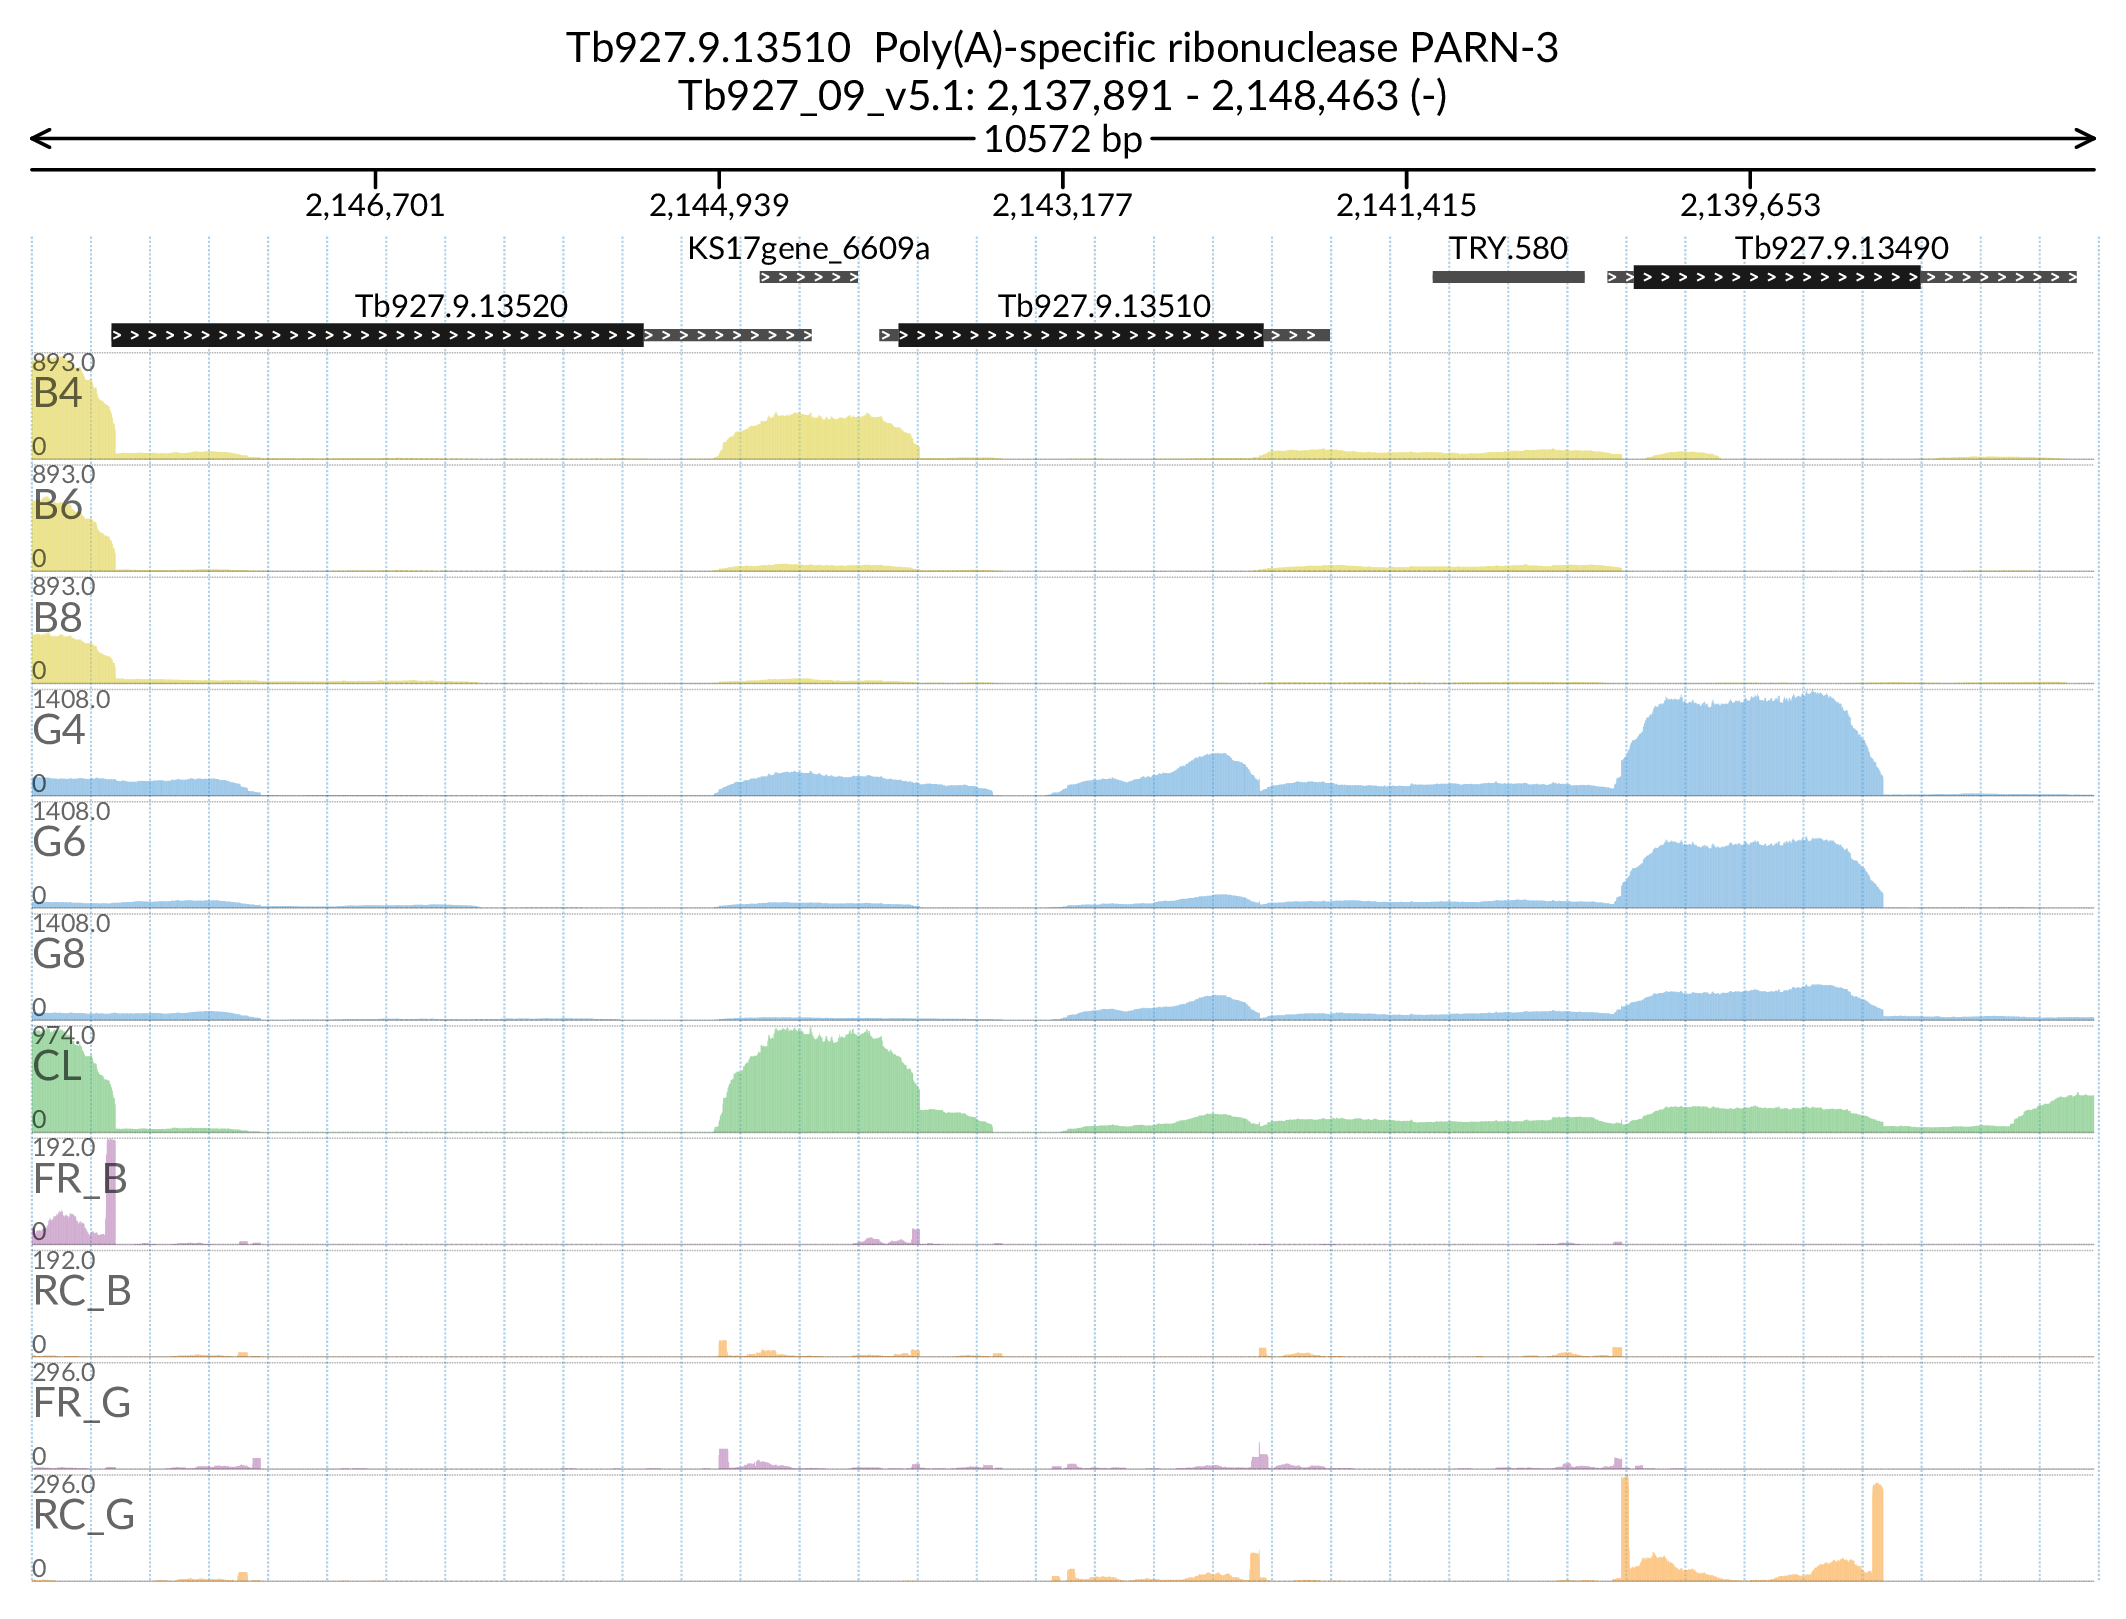 Tb927.9.13510  Poly(A)-specific ribonuclease PARN-3
Tb927_09_v5.1: 2,137,891 - 2,148,463 (-)
10572 bp
2,146,701 2,144,939 2,143,177 2,141,415 2,139,653
KS17gene_6609a TRY.580 Tb927.9.13490
Tb927.9.13520 Tb927.9.13510
893.0
B4
0
893.0
B6
0
893.0
B8
0
1408.0
G4
0
1408.0
G6
0
1408.0
G8
0
974.0
CL
0
192.0
FR_B
0
192.0
RC_B
0
296.0
FR_G
0
296.0
RC_G
0